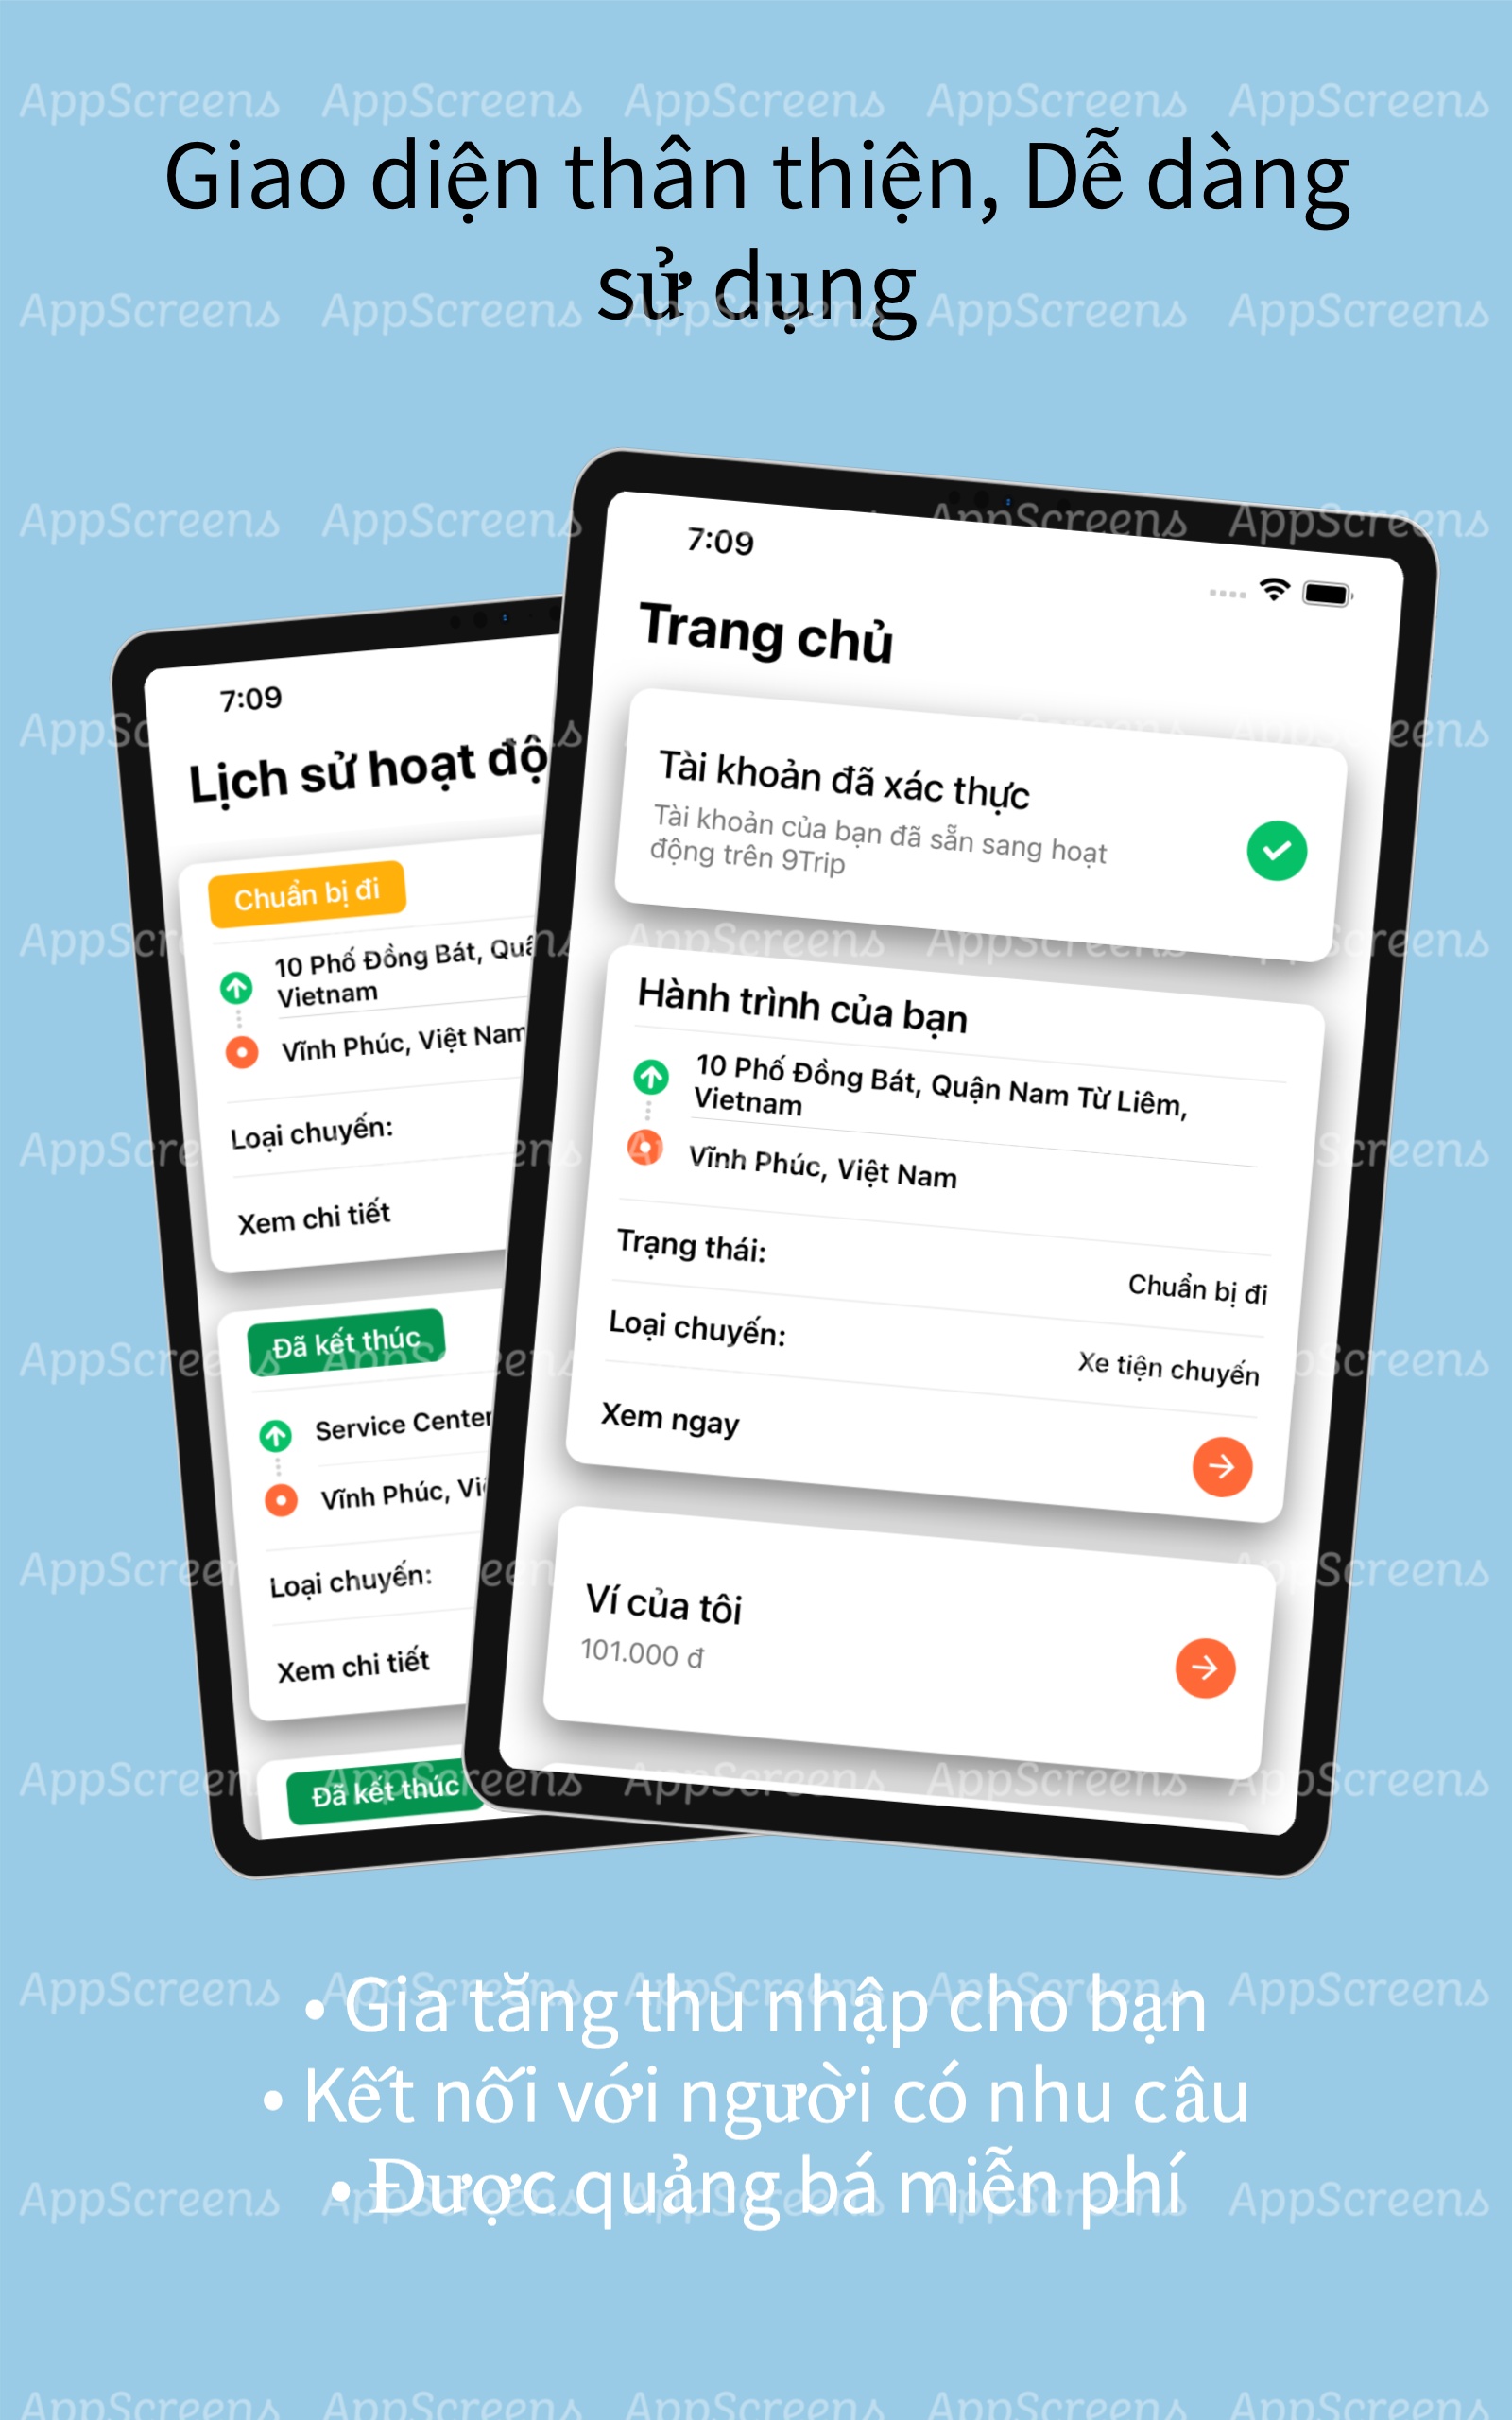 Giao diện thân thiện, Dễ dàng
sử dụng
7:09
Trang chủ
Tài khoản đã xác thực
Tài khoản của bạn đã sẵn sang hoạt
động trên 9Trip
Hành trình của bạn
10 Phố Đồng Bát, Quận Nam Từ Liêm,
Vietnam
Vĩnh Phúc, Việt Nam
Trạng thái:
Chuẩn bị đi
Loại chuyến:
Xe tiện chuyến
Xem ngay
Ví của tôi
101.000 đ
7:09
Lịch sử hoạt độ
Chuẩn bị đi
10 Phố Đồng Bát, Quậ
Vietnam
Vĩnh Phúc, Việt Nam
Loại chuyến:
Xem chi tiết
Đã kết thúc
Service Center
Vĩnh Phúc, Việ
Loại chuyến:
Xem chi tiết
Đã kết thúc
• Gia tăng thu nhập cho bạn
• Kết nối với người có nhu cầu
• Được quảng bá miễn phí
AppScreens